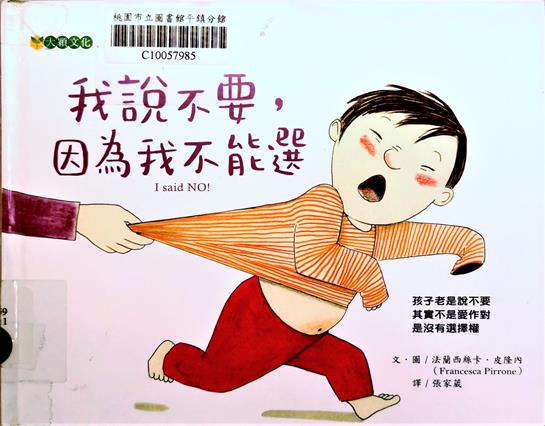 大穎文化
桃園市立圖書館平鎮分館
C10057985
我說不要，
因為我不能選
I said NO!
孩子老是說不要
其實不是愛作對
是沒有選擇權
文．圖/法蘭西絲卡．皮隆內
(Francesca Pirrone)
譯/張家葳